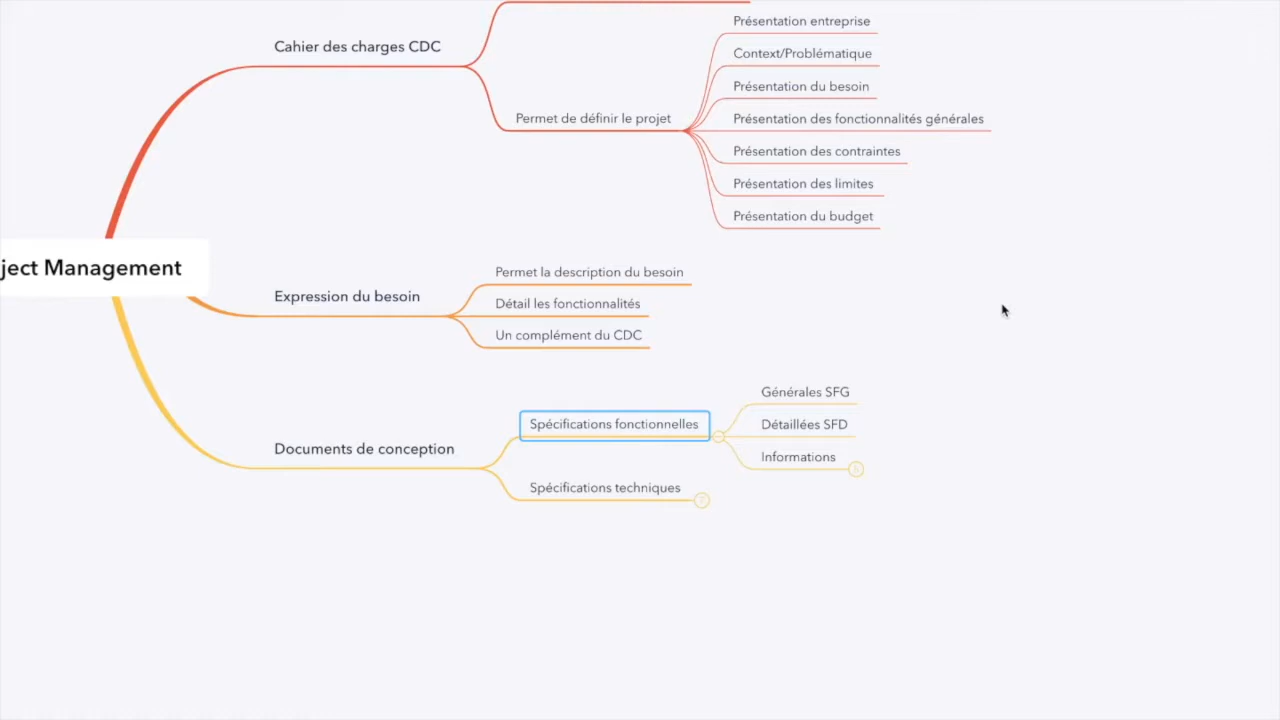 Cahier des charges CDC
Permet de définir le projet
Présentation entreprise
Context/Problématique
Présentation du besoin
Présentation des fonctionnalités générales
Présentation des contraintes
Présentation des limites
Présentation du budget
ject Management
Expression du besoin
Permet la description du besoin
Détail les fonctionnalités
Un complément du CDC
Documents de conception
Spécifications fonctionnelles
Générales SFG
Détaillées SFD
Informations
Spécifications techniques